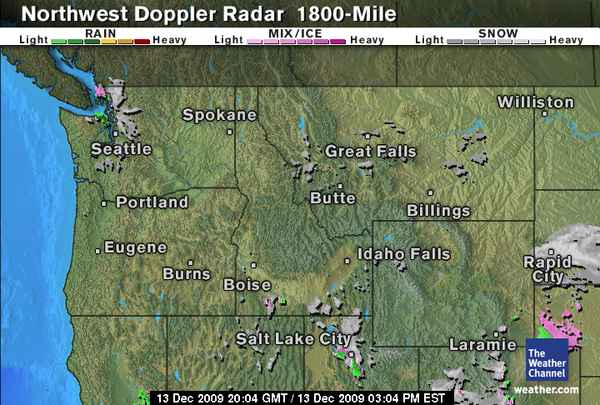 Northwest Doppler Radar 1800-Mile
RAIN MIX/ICE SNOW
Light Heavy Light Heavy Light Heavy
Williston
Spokane
Seattle
Great Falls
Butte
Portland
Billings
Eugene
Idaho Falls
Burns
Boise
Rapid
City
Salt Lake City
Laramie
The
Weather
Channel
weather.com
13 Dec 2009 20:04 GMT / 13 Dec 2009 03:04 PM EST